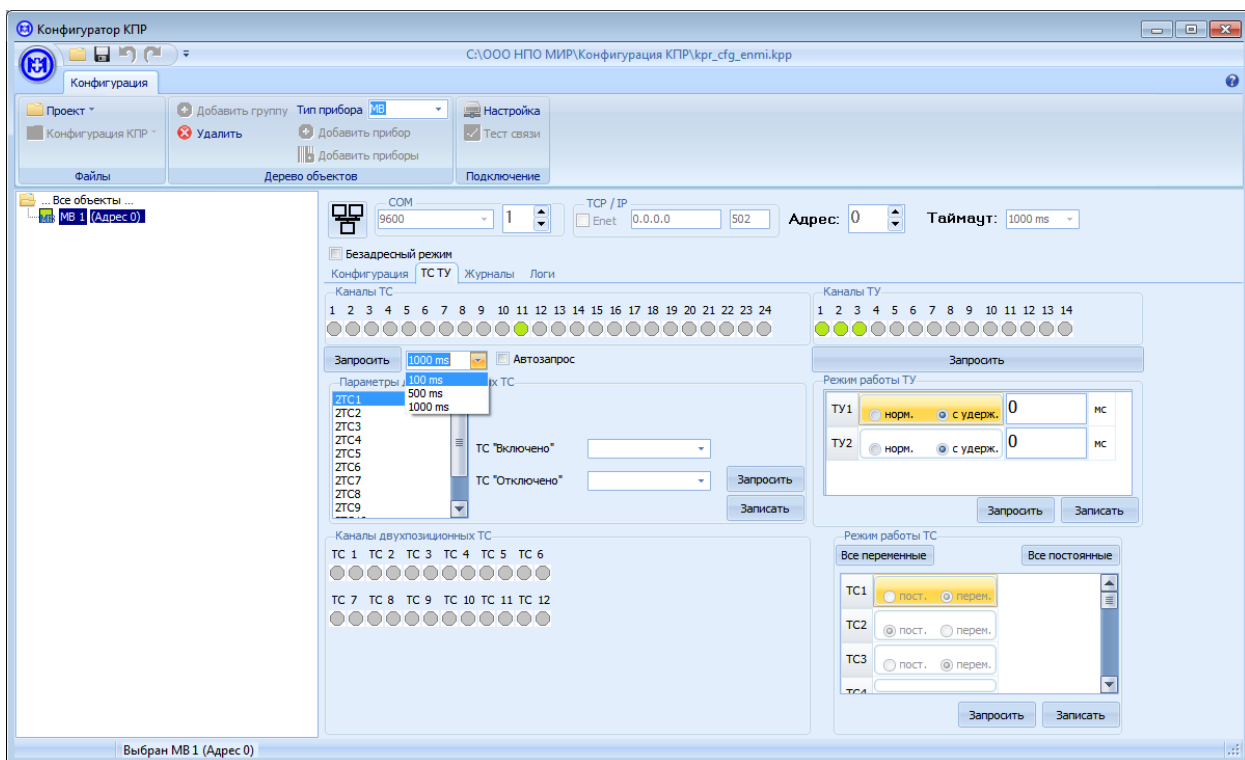 Конфигуратор КПР
C:\ООО НПО МИР\Конфигурация КПР\kpr_cfg_enmi.kpp
Конфигурация
Проект
Добавить группу Тип прибора МВ
Настройка
Конфигурация КПР
Удалить
Добавить прибор
Тест связи
Добавить приборы
Файлы
Дерево объектов
Подключение
... Все объекты ...
МВ 1 (Адрес 0)
COM
9600
1
TCP / IP
Enet
0.0.0.0
502
Адрес: 0
Таймаут: 1000 ms
Безадресный режим
Конфигурация ТС ТУ Журналы Логи
Каналы ТС
1 2 3 4 5 6 7 8 9 10 11 12 13 14 15 16 17 18 19 20 21 22 23 24
Каналы ТУ
1 2 3 4 5 6 7 8 9 10 11 12 13 14
Запросить
1000 ms
Автозапрос
Запросить
100 ms
500 ms
1000 ms
Параметры
ТС
2ТС1
2ТС2
2ТС3
2ТС4
2ТС5
2ТС6
2ТС7
2ТС8
2ТС9
ТС "Включено"
ТС "Отключено"
Запросить
Записать
Режим работы ТУ
ТУ1 норм. с удерж. 0 мс
ТУ2 норм. с удерж. 0 мс
Запросить Записать
Каналы двухпозиционных ТС
ТС 1 ТС 2 ТС 3 ТС 4 ТС 5 ТС 6
ТС 7 ТС 8 ТС 9 ТС 10 ТС 11 ТС 12
Режим работы ТС
Все переменные
Все постоянные
ТС1 пост. перем.
ТС2 пост. перем.
ТС3 пост. перем.
ТС4
Запросить Записать
Выбран МВ 1 (Адрес 0)